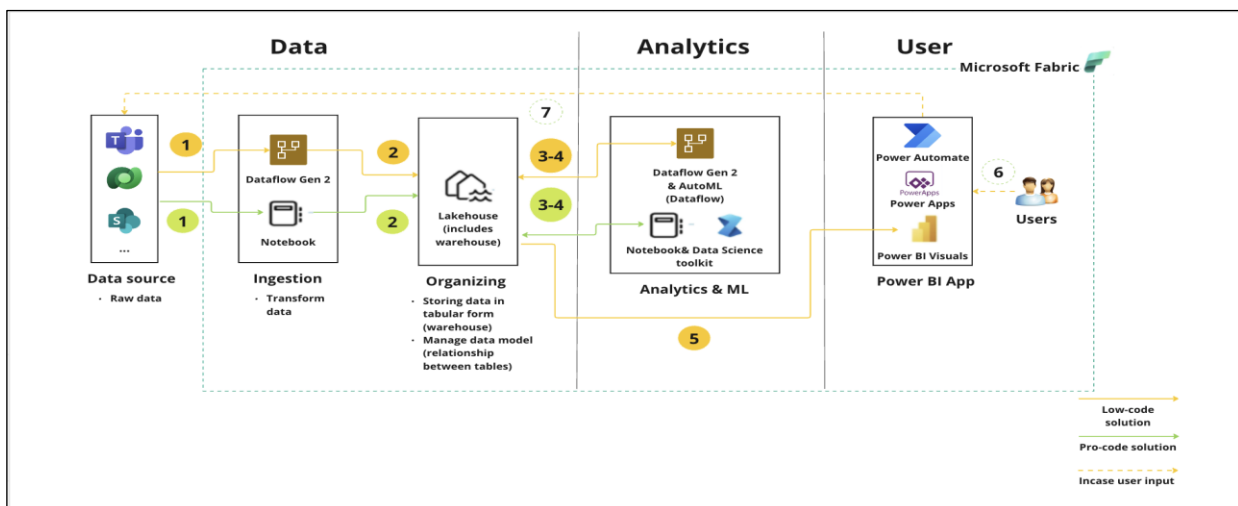 Data
Analytics
User
Microsoft Fabric
7
1
2
3-4
Dataflow Gen 2
Dataflow Gen 2
& AutoML
(Dataflow)
Power Automate
6
PowerApps
Power Apps
Users
1
2
3-4
Notebook
Lakehouse
(includes
warehouse)
Notebook& Data Science
toolkit
Power BI Visuals
...
Data source
· Raw data
Ingestion
· Transform
data
Organizing
· Storing data in
tabular form
(warehouse)
· Manage data model
(relationship
between tables)
Analytics & ML
Power BI App
5
Low-code
solution
Pro-code solution
Incase user input